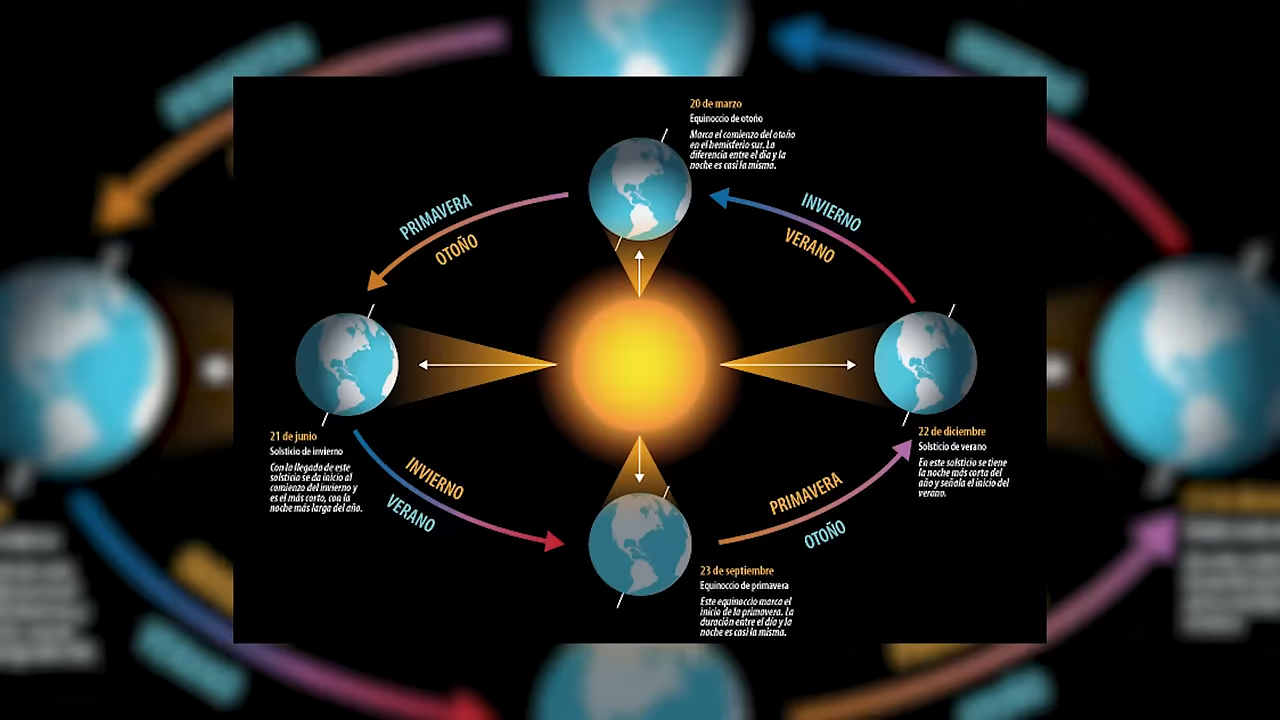 20 de marzo
Equinoccio de otoño
Marca el comienzo del otoño
en el hemisferio sur. La
diferencia entre el día y la
noche es casi la misma.
PRIMAVERA
OTOÑO
INVIERNO
VERANO
21 de junio
Solsticio de invierno
Con la llegada de este
solsticio se da inicio al
comienzo del invierno y
es el más corto, con la
noche más larga del año.
22 de diciembre
Solsticio de verano
En este solsticio se tiene
la noche más corta del
año y señala el inicio del
verano.
INVIERNO
VERANO
PRIMAVERA
OTOÑO
23 de septiembre
Equinoccio de primavera
Este equinoccio marca el
inicio de la primavera. La
duración entre el día y la
noche es casi la misma.